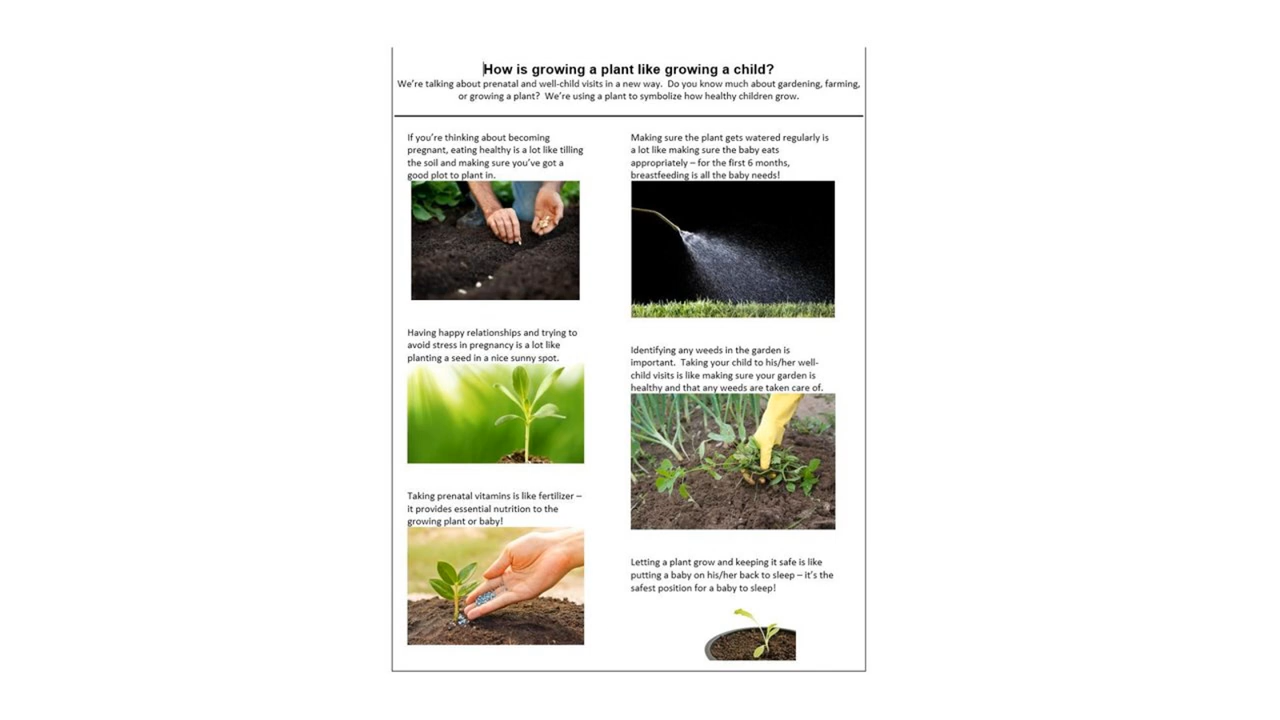 How is growing a plant like growing a child?
We're talking about prenatal and well-child visits in a new way.  Do you know much about gardening, farming,
or growing a plant?  We're using a plant to symbolize how healthy children grow.
If you're thinking about becoming
pregnant, eating healthy is a lot like tilling
the soil and making sure you've got a
good plot to plant in.
Having happy relationships and trying to
avoid stress in pregnancy is a lot like
planting a seed in a nice sunny spot.
Taking prenatal vitamins is like fertilizer –
it provides essential nutrition to the
growing plant or baby!
Making sure the plant gets watered regularly is
a lot like making sure the baby eats
appropriately – for the first 6 months,
breastfeeding is all the baby needs!
Identifying any weeds in the garden is
important.  Taking your child to his/her well-
child visits is like making sure your garden is
healthy and that any weeds are taken care of.
Letting a plant grow and keeping it safe is like
putting a baby on his/her back to sleep – it's the
safest position for a baby to sleep!